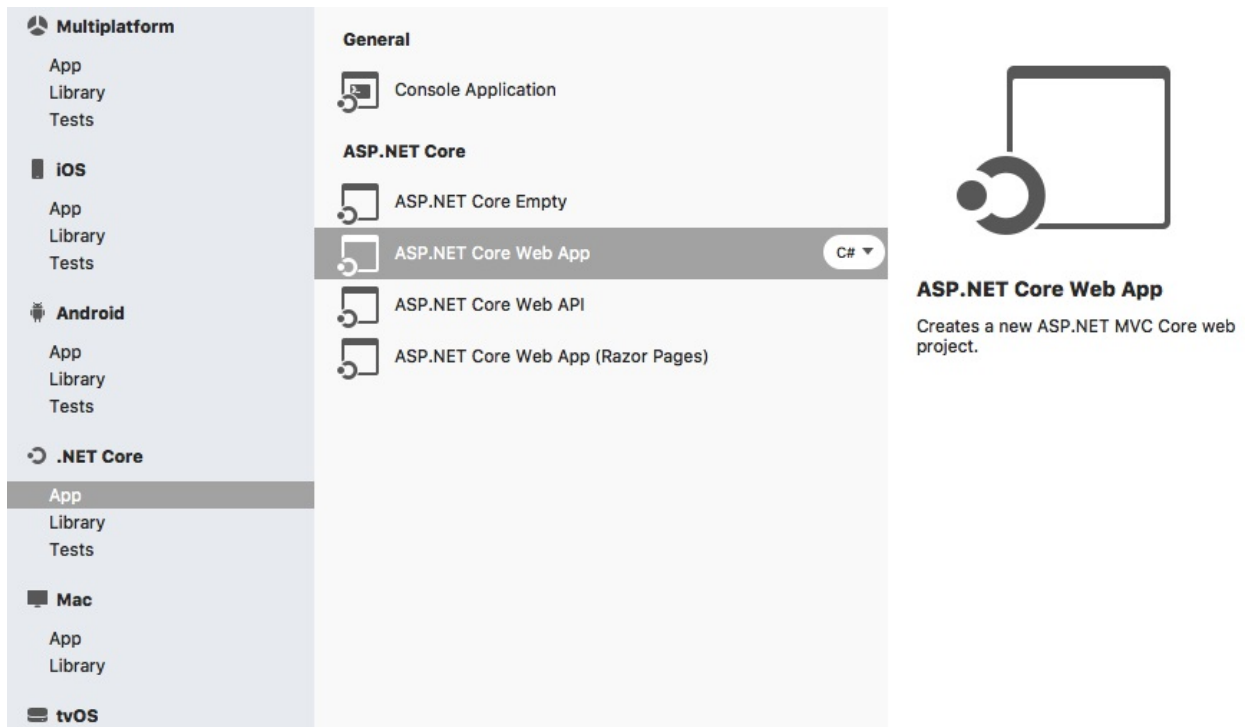 Multiplatform
App
Library
Tests
iOS
App
Library
Tests
Android
App
Library
Tests
.NET Core
App
Library
Tests
Mac
App
Library
tvOS
General
Console Application
ASP.NET Core
ASP.NET Core Empty
ASP.NET Core Web App C#
ASP.NET Core Web API
ASP.NET Core Web App (Razor Pages)
ASP.NET Core Web App
Creates a new ASP.NET MVC Core web
project.